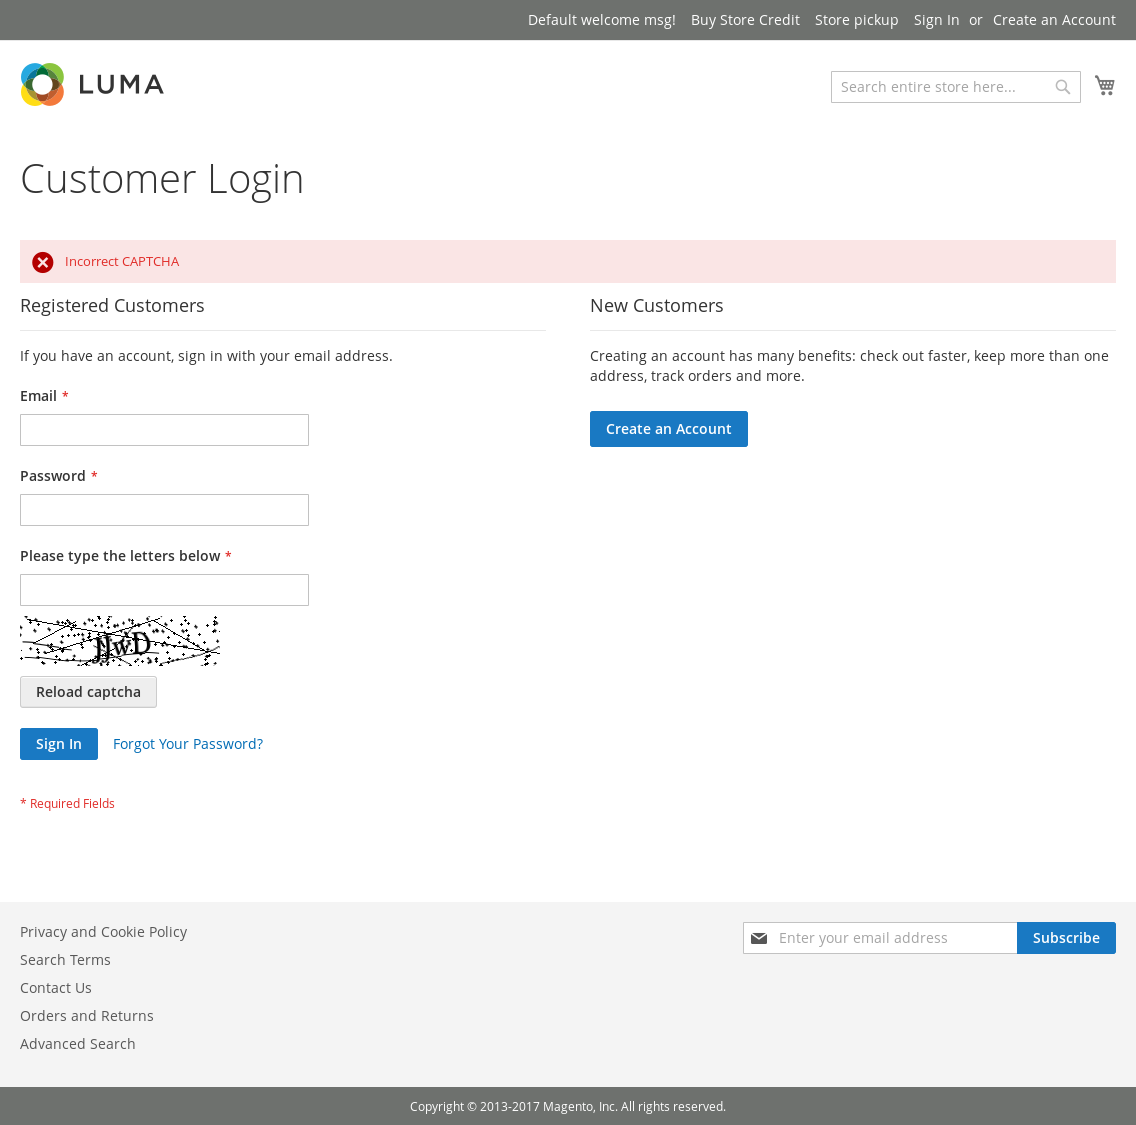 Default welcome msg! Buy Store Credit Store pickup Sign In or Create an Account
LUMA
Search entire store here...
Customer Login
Incorrect CAPTCHA
Registered Customers
If you have an account, sign in with your email address.
Email *
Password *
Please type the letters below *
Reload captcha
Sign In Forgot Your Password?
* Required Fields
New Customers
Creating an account has many benefits: check out faster, keep more than one
address, track orders and more.
Create an Account
Privacy and Cookie Policy
Search Terms
Contact Us
Orders and Returns
Advanced Search
Enter your email address Subscribe
Copyright © 2013-2017 Magento, Inc. All rights reserved.